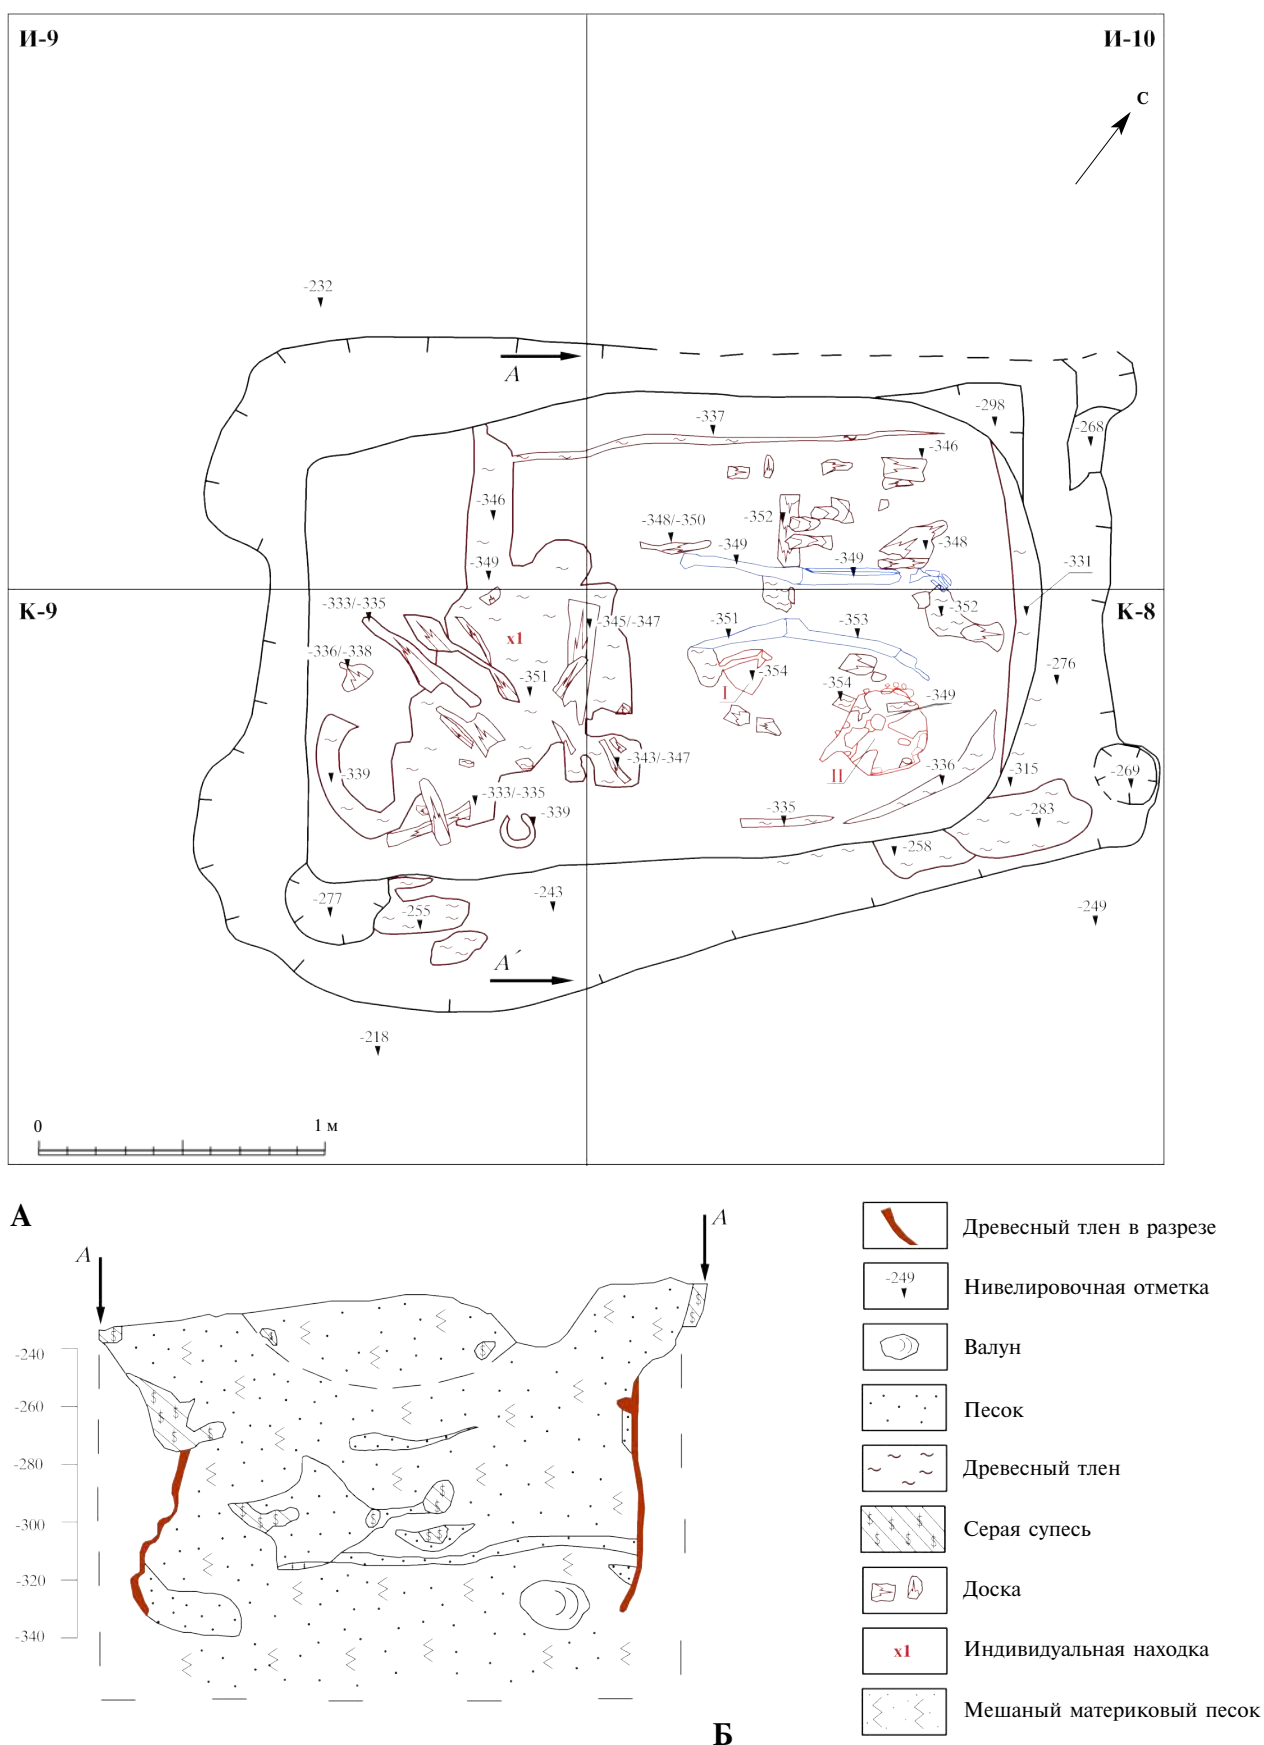 И-9
И-10
С
-232
А
-298
-268
-337
-346
-346
-348/-350
-352
-349
-349
-348
-349
-331
К-9
К-8
-333/-335
-345/-347
-351
-353
-352
х1
-336/-338
-351
-354
-354
-349
-276
I
II
-339
-343/-347
-336
-315
-269
-333/-335
-339
-335
-283
-258
-277
-255
-243
-249
А´
-218
0
1 м
А
А
А
-240
-260
-280
-300
-320
-340
Древесный тлен в разрезе
-249
Нивелировочная отметка
Валун
Песок
Древесный тлен
Серая супесь
Доска
х1
Индивидуальная находка
Мешаный материковый песок
Б